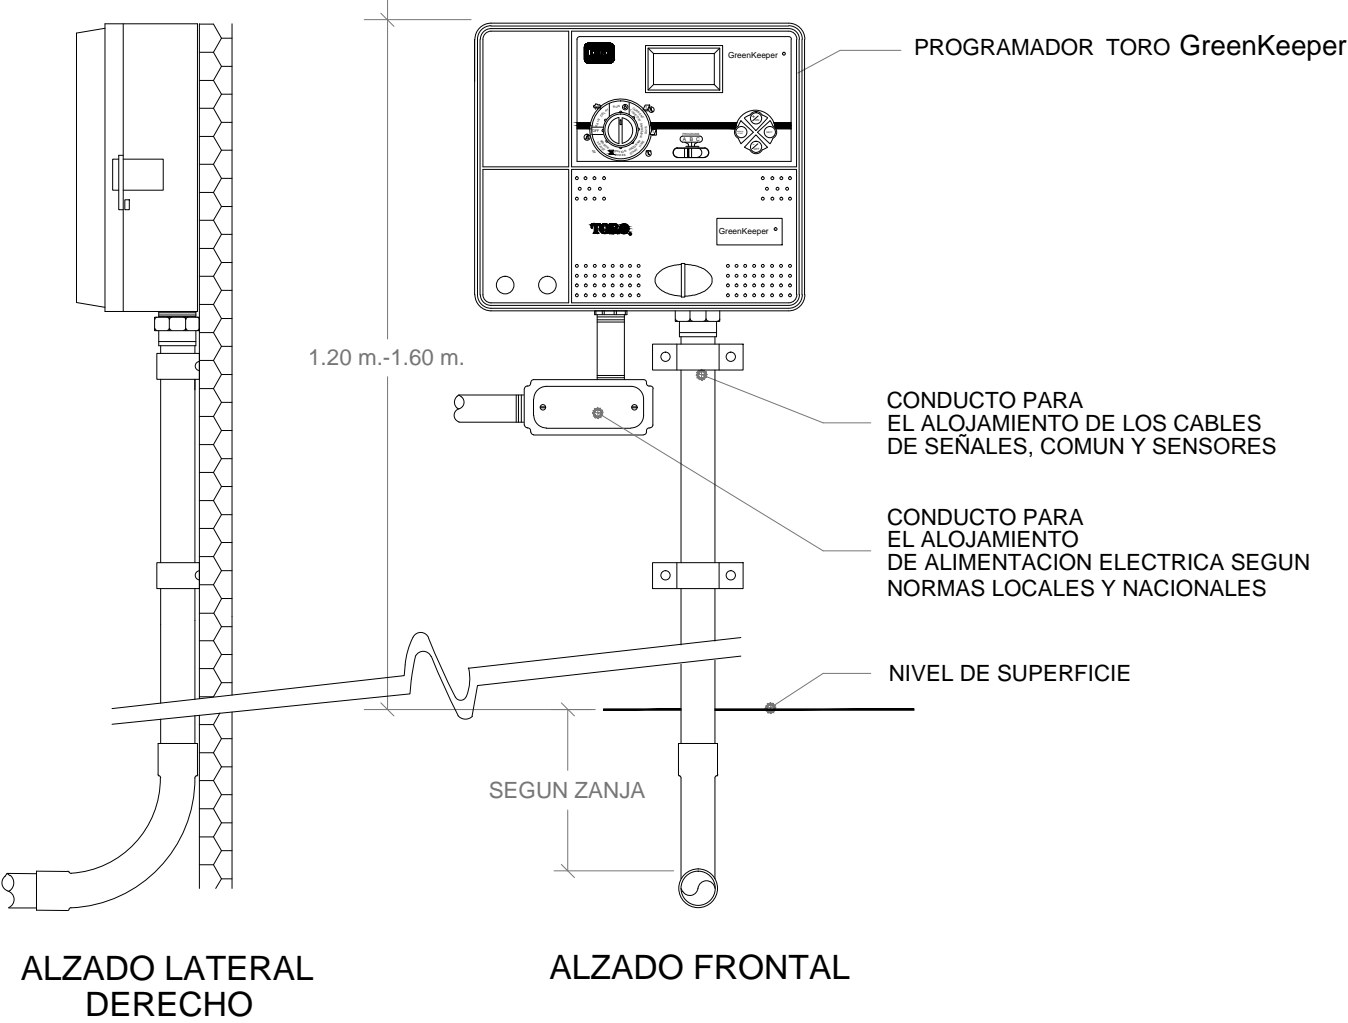 PROGRAMADOR TORO GreenKeeper
GreenKeeper
OFF
A B C
TORO
GreenKeeper
1.20 m.-1.60 m.
CONDUCTO PARA
EL ALOJAMIENTO DE LOS CABLES
DE SEÑALES, COMUN Y SENSORES
CONDUCTO PARA
EL ALOJAMIENTO
DE ALIMENTACION ELECTRICA SEGUN
NORMAS LOCALES Y NACIONALES
NIVEL DE SUPERFICIE
SEGUN ZANJA
ALZADO LATERAL
DERECHO
ALZADO FRONTAL